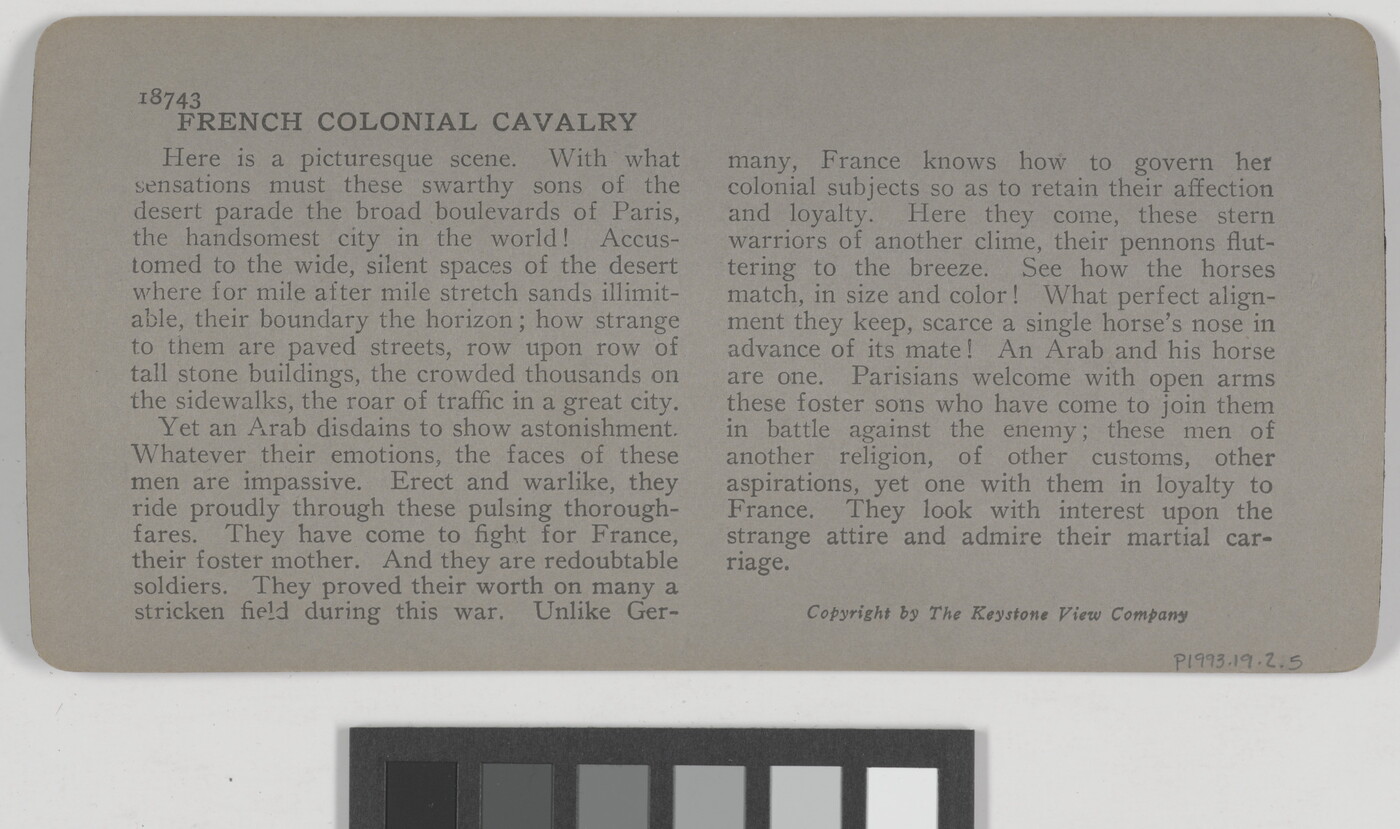 18743
FRENCH COLONIAL CAVALRY
Here is a picturesque scene. With what
sensations must these swarthy sons of the
desert parade the broad boulevards of Paris,
the handsomest city in the world! Accus-
tomed to the wide, silent spaces of the desert
where for mile after mile stretch sands illimit-
able, their boundary the horizon; how strange
to them are paved streets, row upon row of
tall stone buildings, the crowded thousands on
the sidewalks, the roar of traffic in a great city.
Yet an Arab disdains to show astonishment.
Whatever their emotions, the faces of these
men are impassive. Erect and warlike, they
ride proudly through these pulsing thorough-
fares. They have come to fight for France,
their foster mother. And they are redoubtable
soldiers. They proved their worth on many a
stricken field during this war. Unlike Ger-
many, France knows how to govern her
colonial subjects so as to retain their affection
and loyalty. Here they come, these stern
warriors of another clime, their pennons flut-
tering to the breeze. See how the horses
match, in size and color! What perfect align-
ment they keep, scarce a single horse's nose in
advance of its mate! An Arab and his horse
are one. Parisians welcome with open arms
these foster sons who have come to join them
in battle against the enemy; these men of
another religion, of other customs, other
aspirations, yet one with them in loyalty to
France. They look with interest upon the
strange attire and admire their martial car-
riage.
Copyright by The Keystone View Company
P1993.19.2.5